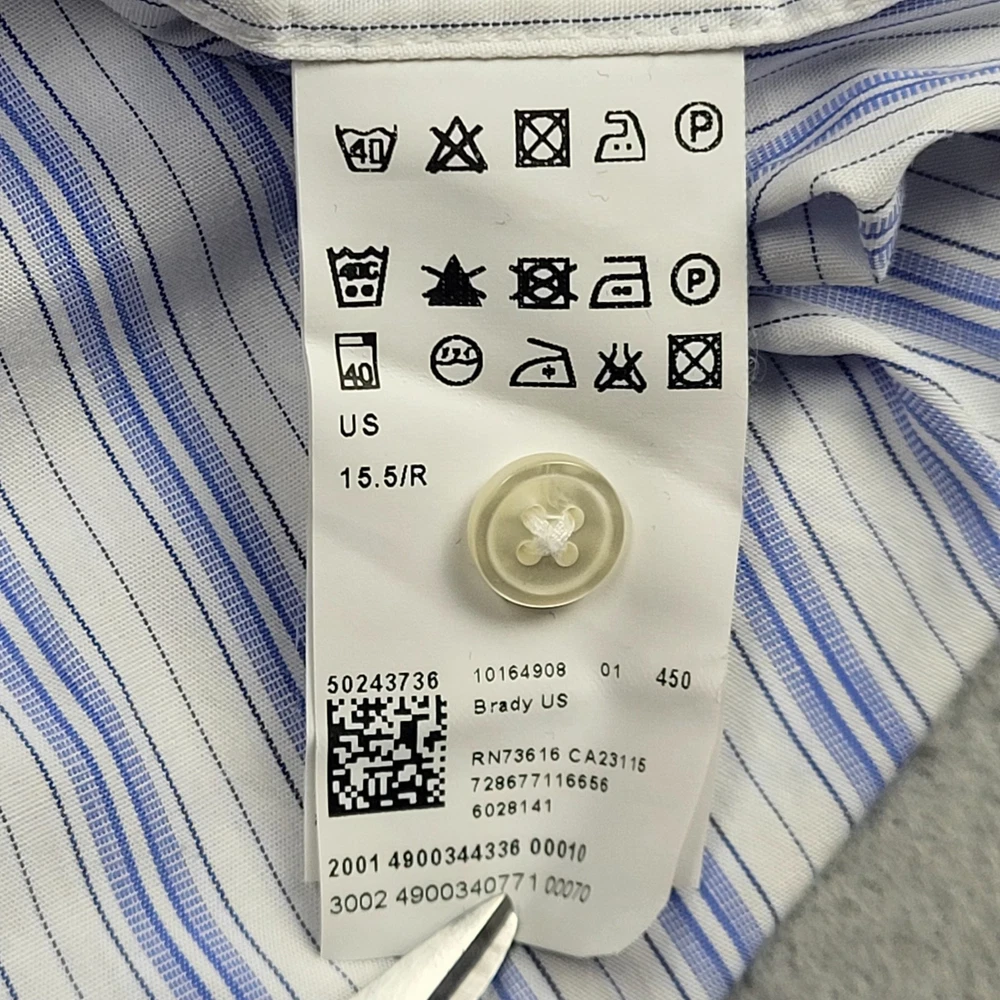 40 P
40C P
40
US
15.5/R
50243736
10164908 01 450
Brady US
RN73616 CA23115
728677116656
6028141
2001 4900344336 00010
3002 4900340771 00070